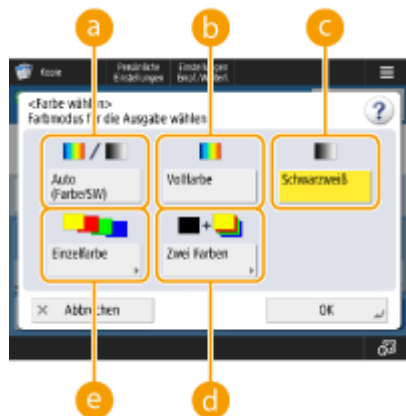 a
b
c
Kopie
Persönliche
Einstellungen
Einstellungen
Empf./Weiterl.
<Farbe wählen>
Farbmodus für die Ausgabe wählen
?
Auto
(Farbe/SW)
Vollfarbe
Schwarzweiß
Einzelfarbe
Zwei Farben
× Abbrechen
OK
e
d